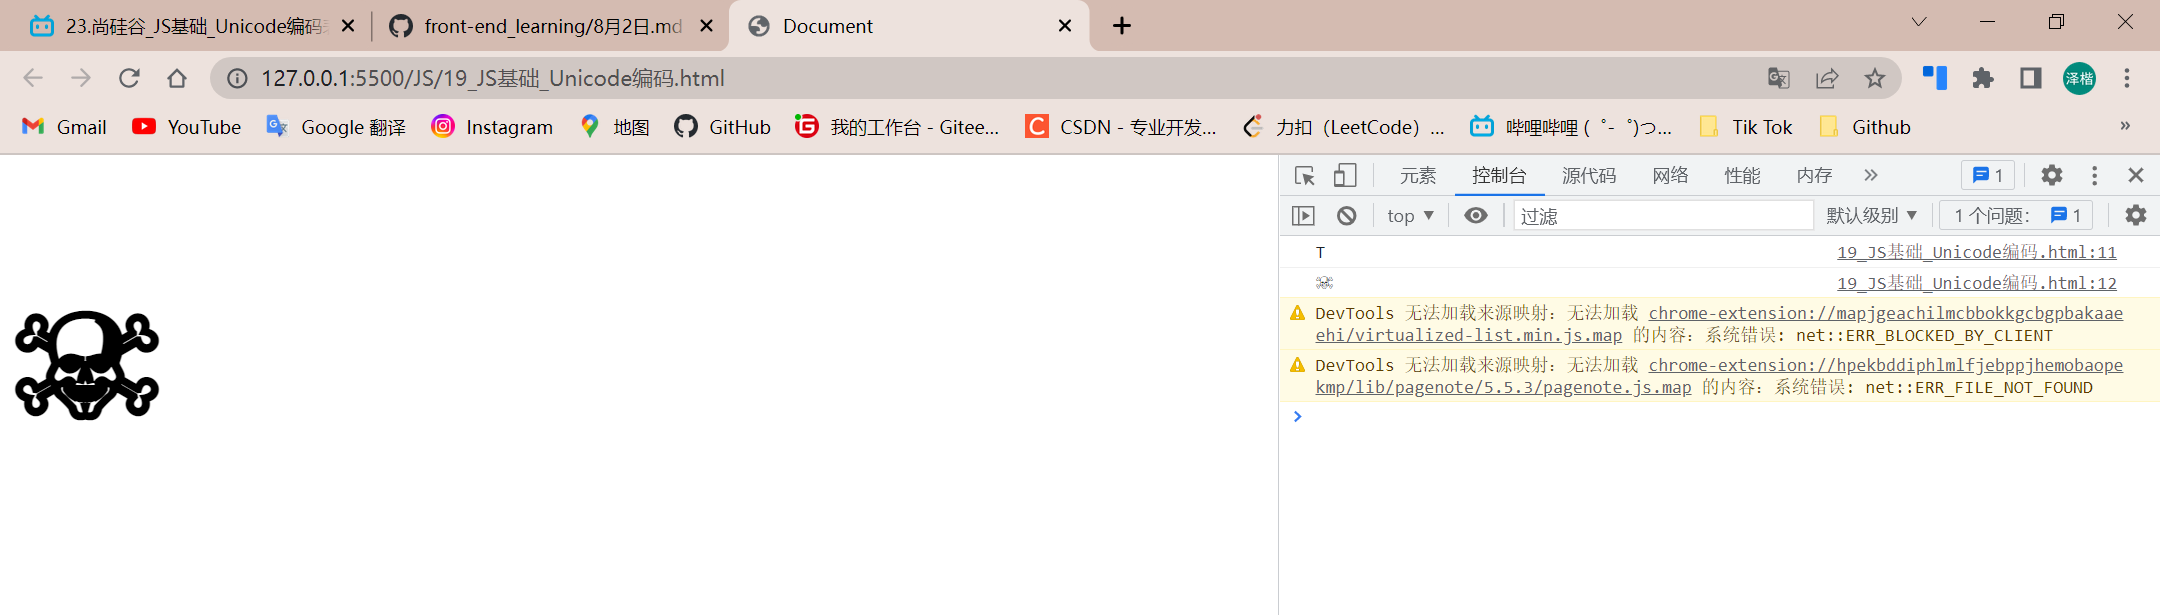 23.尚硅谷_JS基础_Unicode编码
front-end_learning/8月2日.md
Document
127.0.0.1:5500/JS/19_JS基础_Unicode编码.html
泽楷
Gmail
YouTube
Google 翻译
Instagram
地图
GitHub
我的工作台 - Gitee...
CSDN - 专业开发...
力扣（LeetCode）...
哔哩哔哩 ( ゜- ゜)つ...
Tik Tok
Github
元素
控制台
源代码
网络
性能
内存
1
top
过滤
默认级别
1 个问题：
1
T
19_JS基础_Unicode编码.html:11
☠
19_JS基础_Unicode编码.html:12
DevTools 无法加载来源映射：无法加载 chrome-extension://mapjgeachilmcbbokkgcbgpbakaae
ehi/virtualized-list.min.js.map 的内容：系统错误: net::ERR_BLOCKED_BY_CLIENT
DevTools 无法加载来源映射：无法加载 chrome-extension://hpekbddiphlmlfjebppjhemobaope
kmp/lib/pagenote/5.5.3/pagenote.js.map 的内容：系统错误: net::ERR_FILE_NOT_FOUND